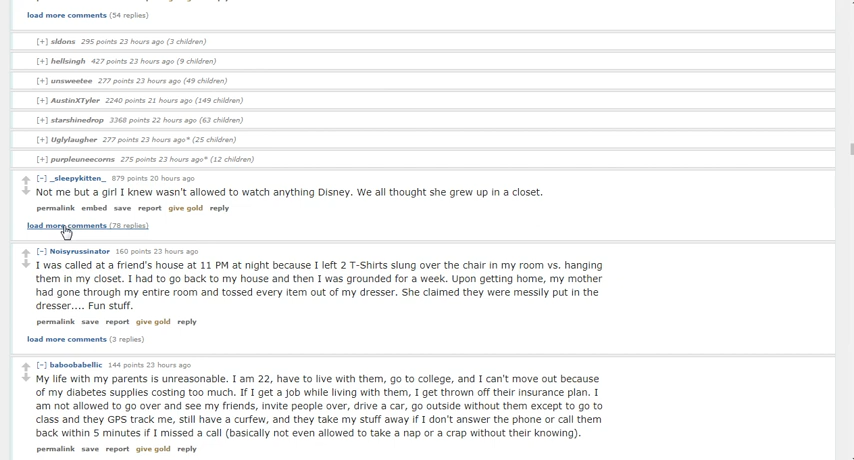 load more comments (54 replies)
[+] sldons 295 points 23 hours ago (3 children)
[+] hellsingh 427 points 23 hours ago (9 children)
[+] unsweetee 277 points 23 hours ago (49 children)
[+] AustinXTyler 2240 points 21 hours ago (149 children)
[+] starshinedrop 3368 points 22 hours ago (63 children)
[+] Uglylaugher 277 points 23 hours ago* (25 children)
[+] purpleuneecorns 275 points 23 hours ago* (12 children)
[–] _sleepykitten_ 879 points 20 hours ago
Not me but a girl I knew wasn't allowed to watch anything Disney. We all thought she grew up in a closet.
permalink embed save report give gold reply
load more comments (78 replies)
[–] Noisyrussinator 160 points 23 hours ago
I was called at a friend's house at 11 PM at night because I left 2 T-Shirts slung over the chair in my room vs. hanging
them in my closet. I had to go back to my house and then I was grounded for a week. Upon getting home, my mother
had gone through my entire room and tossed every item out of my dresser. She claimed they were messily put in the
dresser.... Fun stuff.
permalink save report give gold reply
load more comments (3 replies)
[–] baboobabellic 144 points 23 hours ago
My life with my parents is unreasonable. I am 22, have to live with them, go to college, and I can't move out because
of my diabetes supplies costing too much. If I get a job while living with them, I get thrown off their insurance plan. I
am not allowed to go over and see my friends, invite people over, drive a car, go outside without them except to go to
class and they GPS track me, still have a curfew, and they take my stuff away if I don't answer the phone or call them
back within 5 minutes if I missed a call (basically not even allowed to take a nap or a crap without their knowing).
permalink save report give gold reply